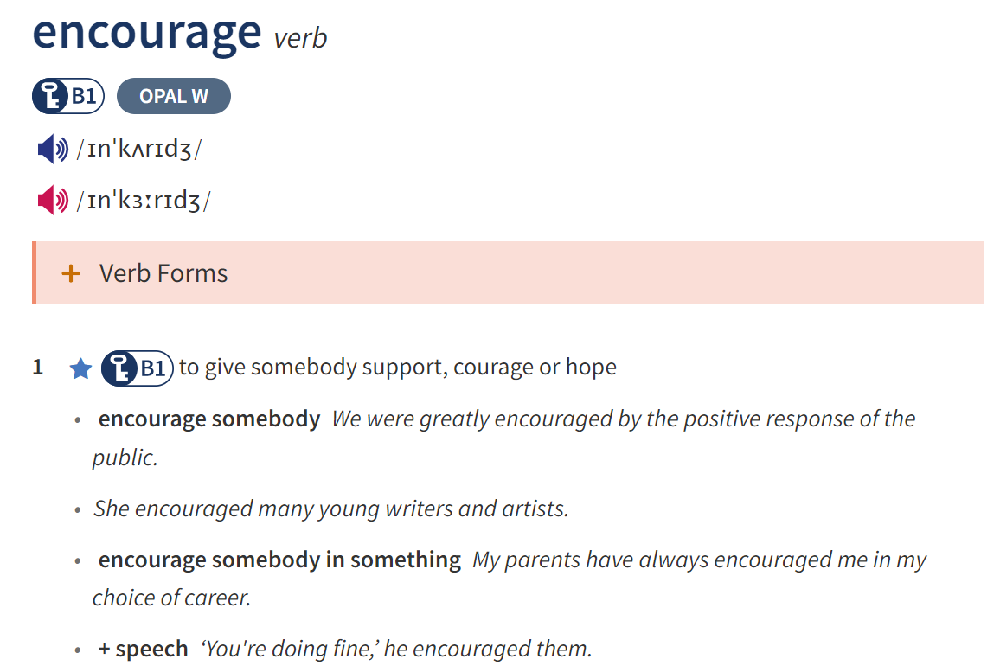 encourage verb
B1 OPAL W
/ɪnˈkʌrɪdʒ/
/ɪnˈkɜːrɪdʒ/
+ Verb Forms
1 B1 to give somebody support, courage or hope
• encourage somebody We were greatly encouraged by the positive response of the
public.
• She encouraged many young writers and artists.
• encourage somebody in something My parents have always encouraged me in my
choice of career.
• + speech ‘You're doing fine,’ he encouraged them.